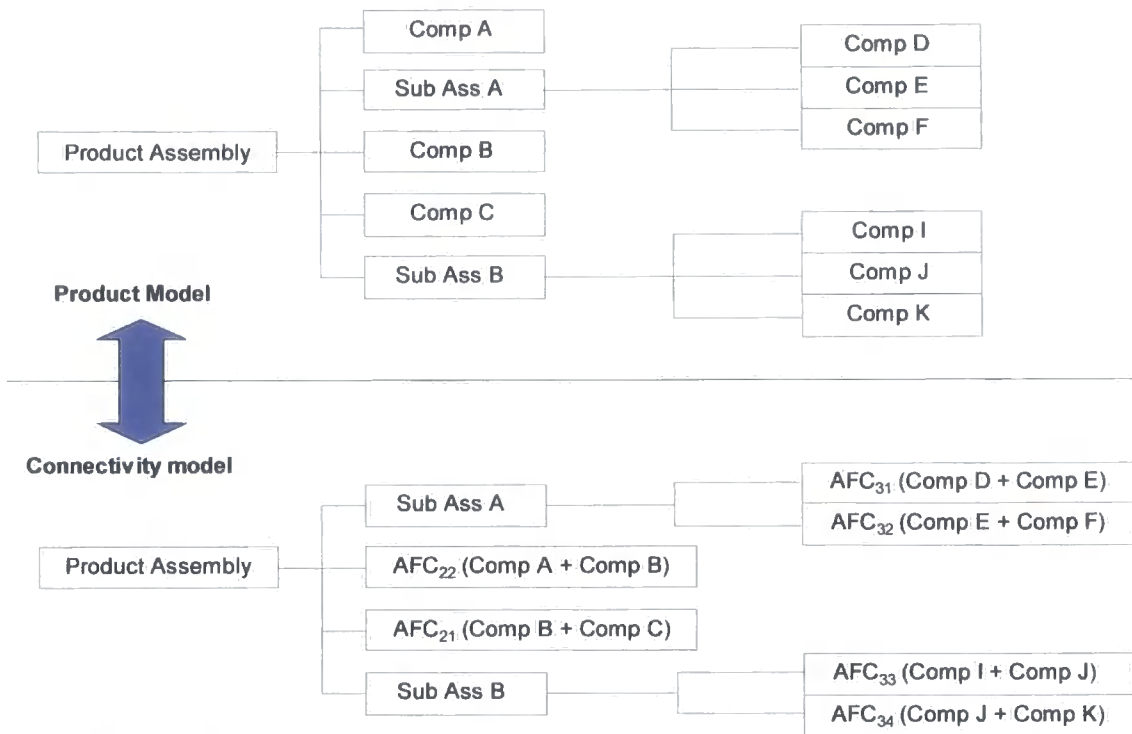 Comp A
Comp D
Sub Ass A
Comp E
Comp F
Product Assembly
Comp B
Comp C
Comp I
Sub Ass B
Comp J
Product Model
Comp K
Connectivity model
AFC31 (Comp D + Comp E)
Sub Ass A
AFC32 (Comp E + Comp F)
Product Assembly
AFC22 (Comp A + Comp B)
AFC21 (Comp B + Comp C)
AFC33 (Comp I + Comp J)
Sub Ass B
AFC34 (Comp J + Comp K)